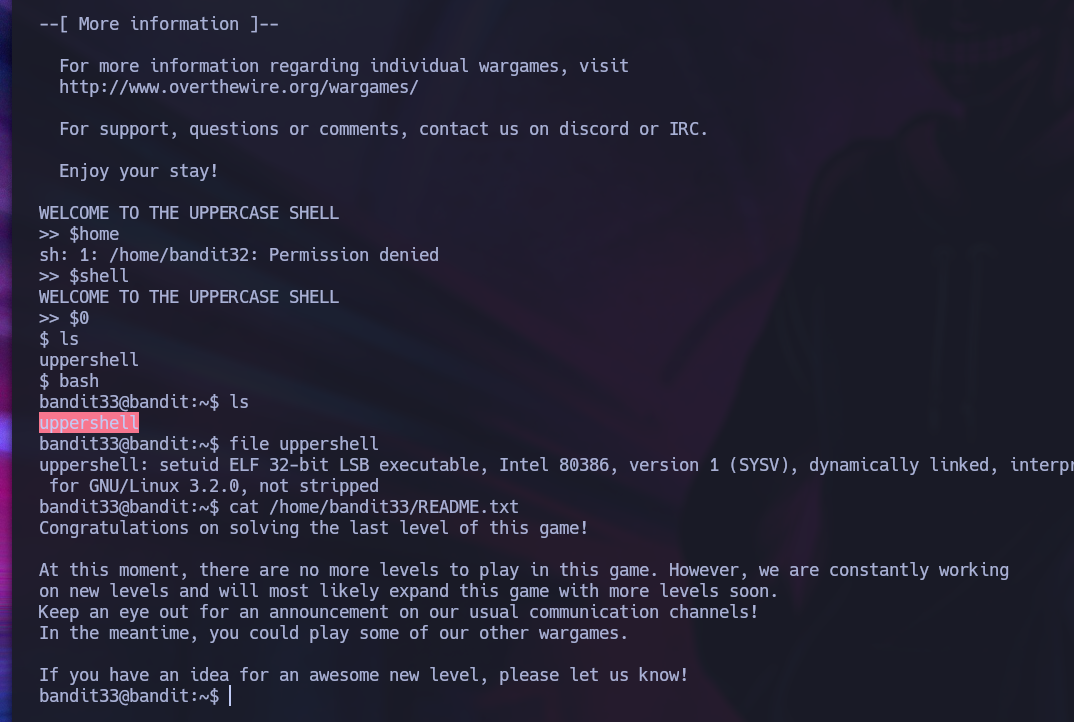 --[ More information ]--
For more information regarding individual wargames, visit
http://www.overthewire.org/wargames/
For support, questions or comments, contact us on discord or IRC.
Enjoy your stay!
WELCOME TO THE UPPERCASE SHELL
>> $home
sh: 1: /home/bandit32: Permission denied
>> $shell
WELCOME TO THE UPPERCASE SHELL
>> $0
$ ls
uppershell
$ bash
bandit33@bandit:~$ ls
uppershell
bandit33@bandit:~$ file uppershell
uppershell: setuid ELF 32-bit LSB executable, Intel 80386, version 1 (SYSV), dynamically linked, interpr
for GNU/Linux 3.2.0, not stripped
bandit33@bandit:~$ cat /home/bandit33/README.txt
Congratulations on solving the last level of this game!
At this moment, there are no more levels to play in this game. However, we are constantly working
on new levels and will most likely expand this game with more levels soon.
Keep an eye out for an announcement on our usual communication channels!
In the meantime, you could play some of our other wargames.
If you have an idea for an awesome new level, please let us know!
bandit33@bandit:~$